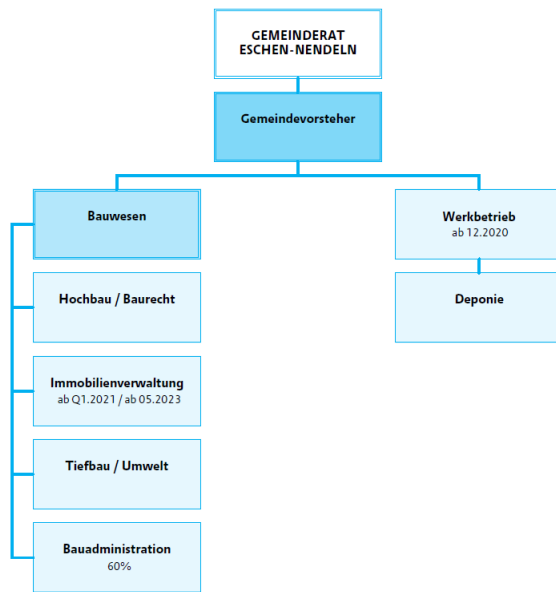 GEMEINDERAT
ESCHEN-NENDELN
Gemeindevorsteher
Bauwesen
Werkbetrieb
ab 12.2020
Hochbau / Baurecht
Deponie
Immobilienverwaltung
ab Q1.2021 / ab 05.2023
Tiefbau / Umwelt
Bauadministration
60%